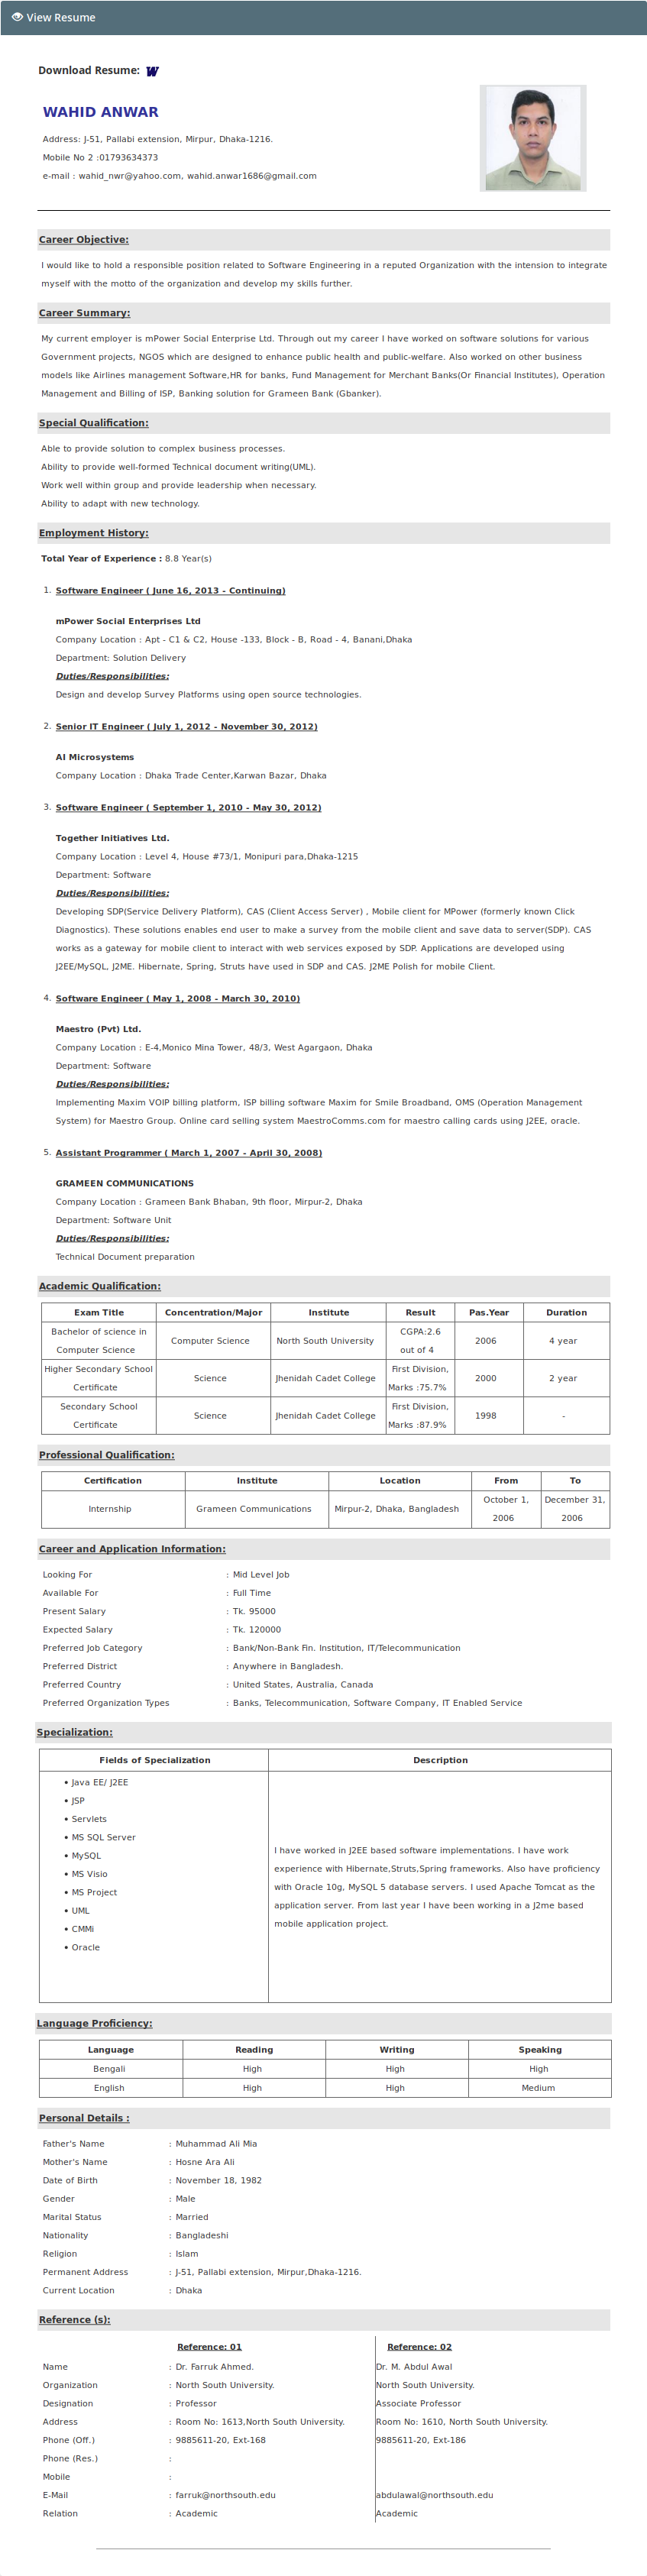 View Resume
Download Resume:
WAHID ANWAR
Address: J-51, Pallabi extension, Mirpur, Dhaka-1216.
Mobile No 2 :01793634373
e-mail : wahid_nwr@yahoo.com, wahid.anwar1686@gmail.com
Career Objective:
I would like to hold a responsible position related to Software Engineering in a reputed Organization with the intension to integrate
myself with the motto of the organization and develop my skills further.
Career Summary:
My current employer is mPower Social Enterprise Ltd. Through out my career I have worked on software solutions for various
Government projects, NGOS which are designed to enhance public health and public-welfare. Also worked on other business
models like Airlines management Software,HR for banks, Fund Management for Merchant Banks(Or Financial Institutes), Operation
Management and Billing of ISP, Banking solution for Grameen Bank (Gbanker).
Special Qualification:
Able to provide solution to complex business processes.
Ability to provide well-formed Technical document writing(UML).
Work well within group and provide leadership when necessary.
Ability to adapt with new technology.
Employment History:
Total Year of Experience : 8.8 Year(s)
1. Software Engineer ( June 16, 2013 - Continuing)
mPower Social Enterprises Ltd
Company Location : Apt - C1 & C2, House -133, Block - B, Road - 4, Banani,Dhaka
Department: Solution Delivery
Duties/Responsibilities:
Design and develop Survey Platforms using open source technologies.
2. Senior IT Engineer ( July 1, 2012 - November 30, 2012)
AI Microsystems
Company Location : Dhaka Trade Center,Karwan Bazar, Dhaka
3. Software Engineer ( September 1, 2010 - May 30, 2012)
Together Initiatives Ltd.
Company Location : Level 4, House #73/1, Monipuri para,Dhaka-1215
Department: Software
Duties/Responsibilities:
Developing SDP(Service Delivery Platform), CAS (Client Access Server) , Mobile client for MPower (formerly known Click
Diagnostics). These solutions enables end user to make a survey from the mobile client and save data to server(SDP). CAS
works as a gateway for mobile client to interact with web services exposed by SDP. Applications are developed using
J2EE/MySQL, J2ME. Hibernate, Spring, Struts have used in SDP and CAS. J2ME Polish for mobile Client.
4. Software Engineer ( May 1, 2008 - March 30, 2010)
Maestro (Pvt) Ltd.
Company Location : E-4,Monico Mina Tower, 48/3, West Agargaon, Dhaka
Department: Software
Duties/Responsibilities:
Implementing Maxim VOIP billing platform, ISP billing software Maxim for Smile Broadband, OMS (Operation Management
System) for Maestro Group. Online card selling system MaestroComms.com for maestro calling cards using J2EE, oracle.
5. Assistant Programmer ( March 1, 2007 - April 30, 2008)
GRAMEEN COMMUNICATIONS
Company Location : Grameen Bank Bhaban, 9th floor, Mirpur-2, Dhaka
Department: Software Unit
Duties/Responsibilities:
Technical Document preparation
Academic Qualification:
Exam Title Concentration/Major Institute Result Pas.Year Duration
Bachelor of science in Computer Science Computer Science North South University CGPA:2.6 out of 4 2006 4 year
Higher Secondary School Certificate Science Jhenidah Cadet College First Division, Marks :75.7% 2000 2 year
Secondary School Certificate Science Jhenidah Cadet College First Division, Marks :87.9% 1998 -
Professional Qualification:
Certification Institute Location From To
Internship Grameen Communications Mirpur-2, Dhaka, Bangladesh October 1, 2006 December 31, 2006
Career and Application Information:
Looking For : Mid Level Job
Available For : Full Time
Present Salary : Tk. 95000
Expected Salary : Tk. 120000
Preferred Job Category : Bank/Non-Bank Fin. Institution, IT/Telecommunication
Preferred District : Anywhere in Bangladesh.
Preferred Country : United States, Australia, Canada
Preferred Organization Types : Banks, Telecommunication, Software Company, IT Enabled Service
Specialization:
Fields of Specialization Description
• Java EE/ J2EE
• JSP
• Servlets
• MS SQL Server
• MySQL
• MS Visio
• MS Project
• UML
• CMMi
• Oracle
I have worked in J2EE based software implementations. I have work
experience with Hibernate,Struts,Spring frameworks. Also have proficiency
with Oracle 10g, MySQL 5 database servers. I used Apache Tomcat as the
application server. From last year I have been working in a J2me based
mobile application project.
Language Proficiency:
Language Reading Writing Speaking
Bengali High High High
English High High Medium
Personal Details :
Father's Name : Muhammad Ali Mia
Mother's Name : Hosne Ara Ali
Date of Birth : November 18, 1982
Gender : Male
Marital Status : Married
Nationality : Bangladeshi
Religion : Islam
Permanent Address : J-51, Pallabi extension, Mirpur,Dhaka-1216.
Current Location : Dhaka
Reference (s):
Reference: 01 Reference: 02
Name : Dr. Farruk Ahmed. Dr. M. Abdul Awal
Organization : North South University. North South University.
Designation : Professor Associate Professor
Address : Room No: 1613,North South University. Room No: 1610, North South University.
Phone (Off.) : 9885611-20, Ext-168 9885611-20, Ext-186
Phone (Res.) :
Mobile :
E-Mail : farruk@northsouth.edu abdulawal@northsouth.edu
Relation : Academic Academic